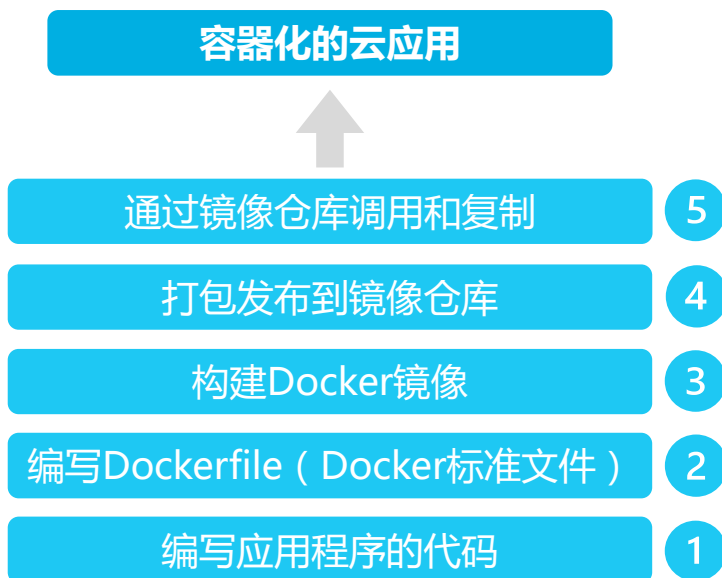 容器化的云应用
通过镜像仓库调用和复制 5
打包发布到镜像仓库 4
构建Docker镜像 3
编写Dockerfile（Docker标准文件） 2
编写应用程序的代码 1